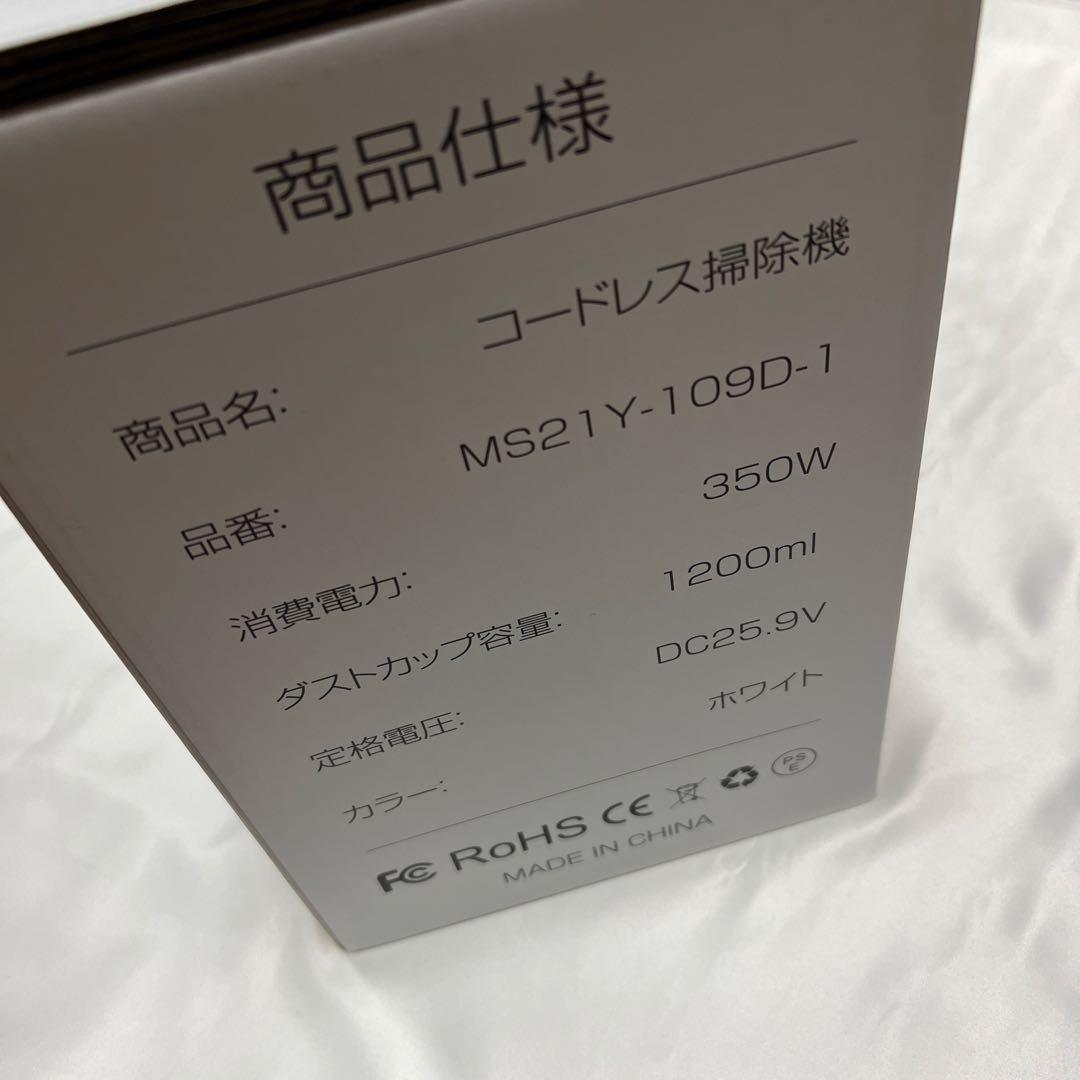 商品仕様
商品名: コードレス掃除機
品番: MS21Y-109D-1
消費電力: 350W
ダストカップ容量: 1200ml
定格電圧: DC25.9V
カラー: ホワイト
FC RoHS CE PSE
MADE IN CHINA